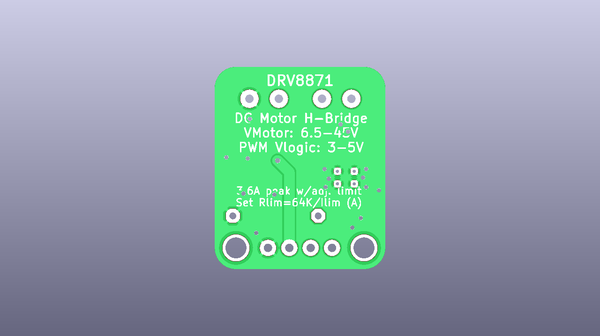 DRV8871
DC Motor H-Bridge
VMotor: 6.5-45V
PWM Vlogic: 3-5V
3.6A peak w/adj. limit
Set Rlim=64K/Ilim (A)